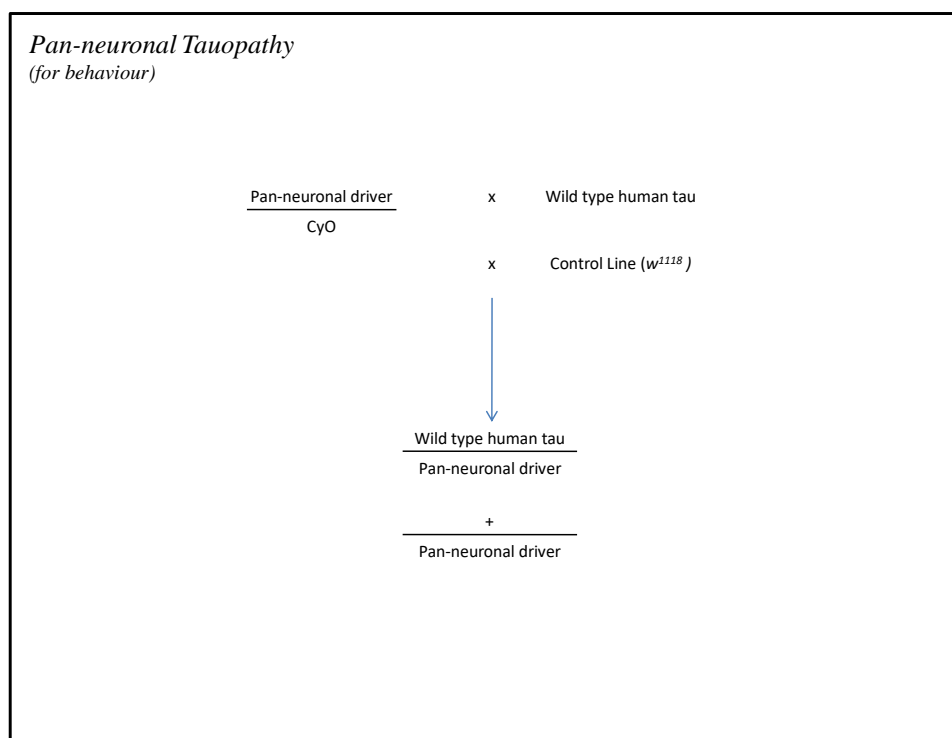 Pan-neuronal Tauopathy
(for behaviour)
Pan-neuronal driver x Wild type human tau
CyO
x Control Line (w1118 )
Wild type human tau
Pan-neuronal driver
+
Pan-neuronal driver